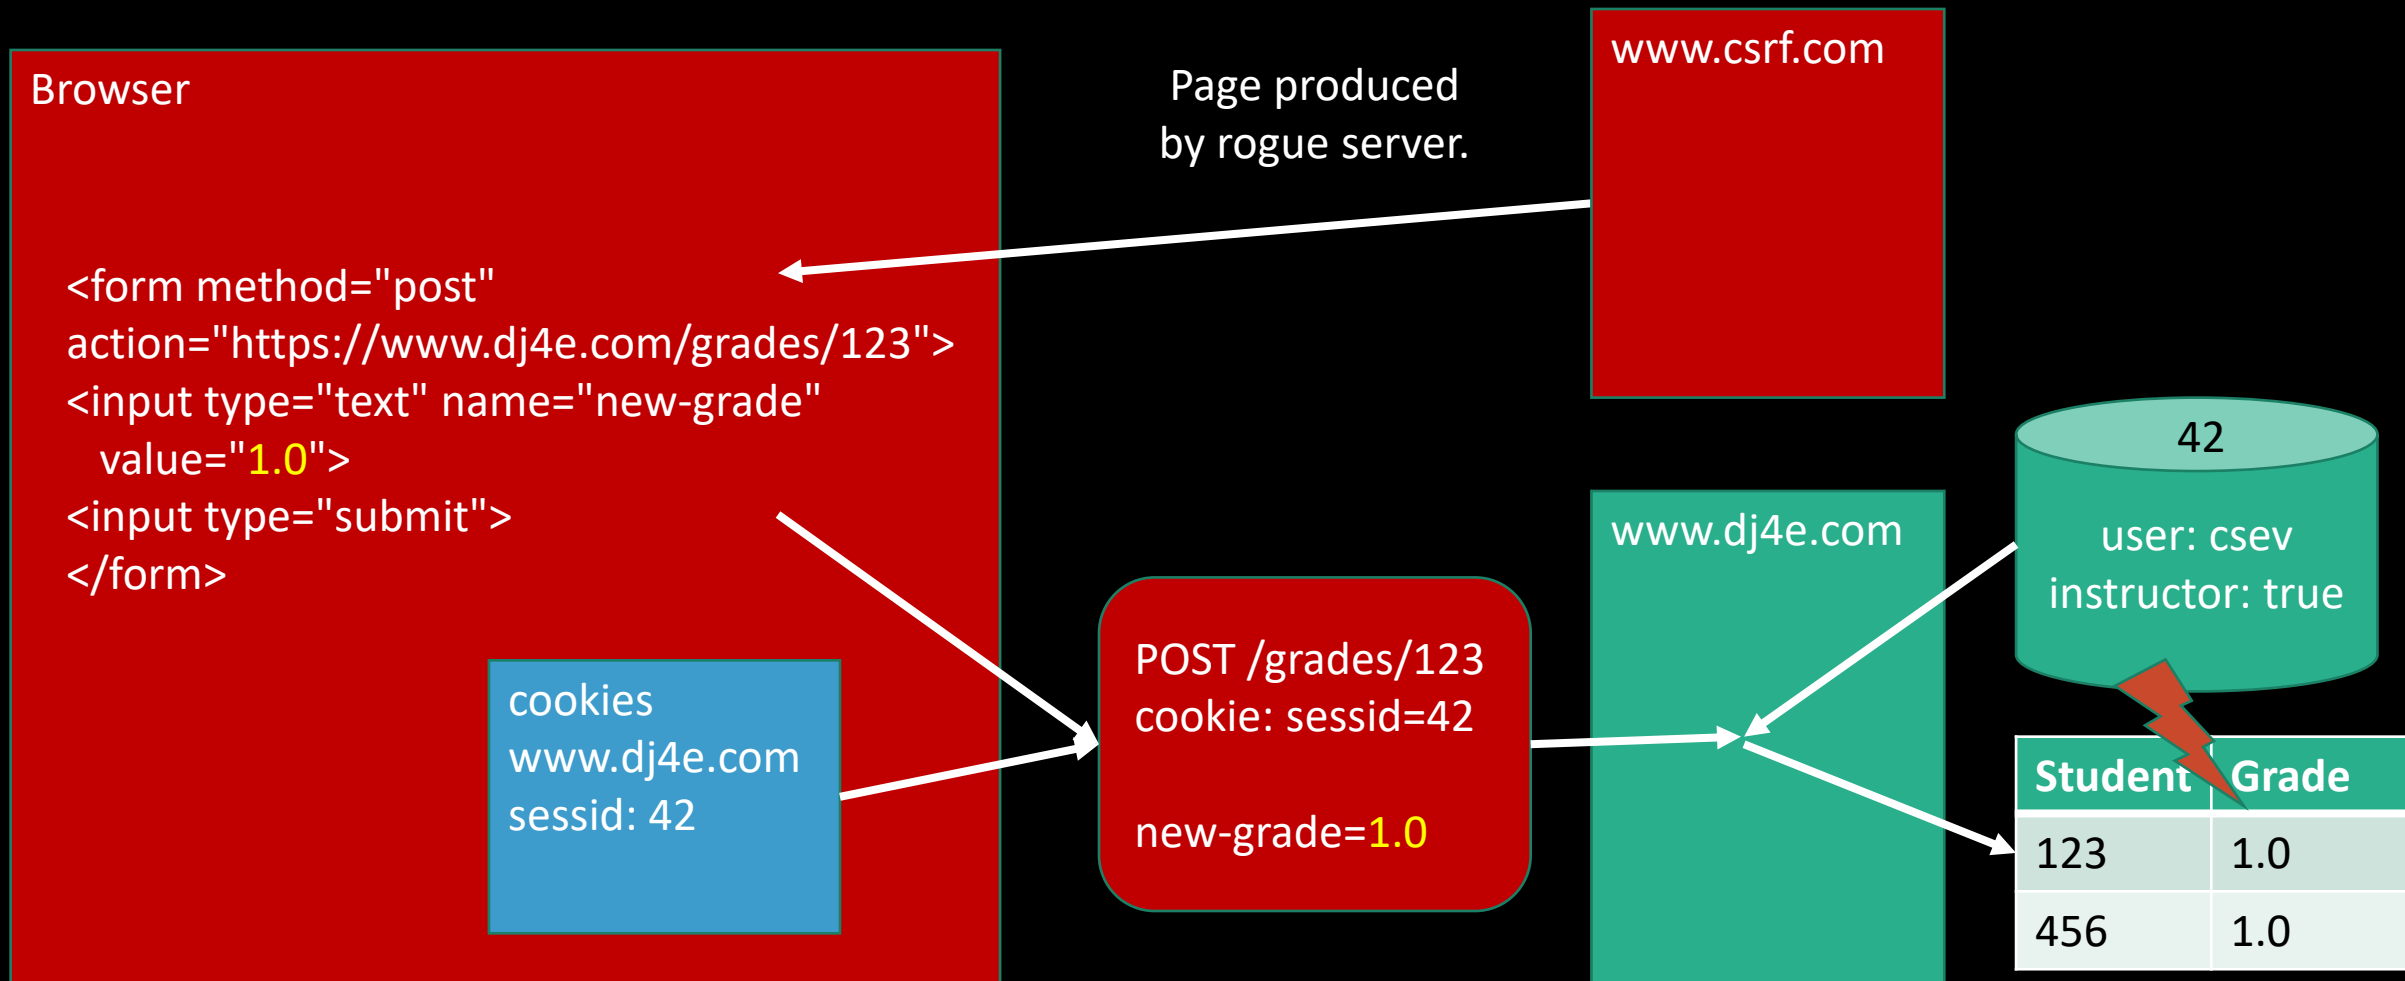 Browser
<form method="post"
action="https://www.dj4e.com/grades/123">
<input type="text" name="new-grade"
value="1.0">
<input type="submit">
</form>
cookies
www.dj4e.com
sessid: 42
Page produced
by rogue server.
POST /grades/123
cookie: sessid=42
new-grade=1.0
www.csrf.com
www.dj4e.com
42
user: csev
instructor: true
Student Grade
123 1.0
456 1.0